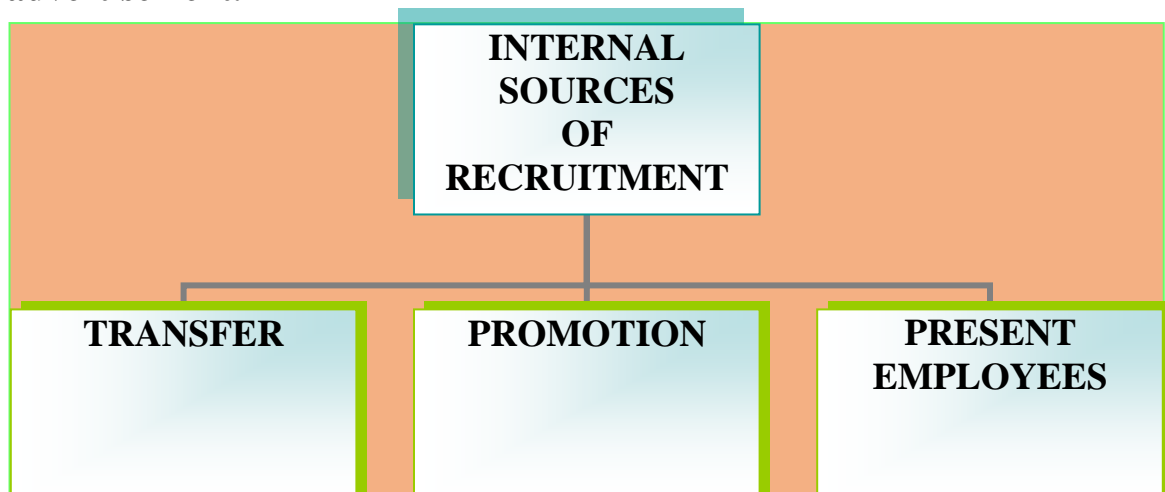 INTERNAL
SOURCES
OF
RECRUITMENT
TRANSFER
PROMOTION
PRESENT
EMPLOYEES